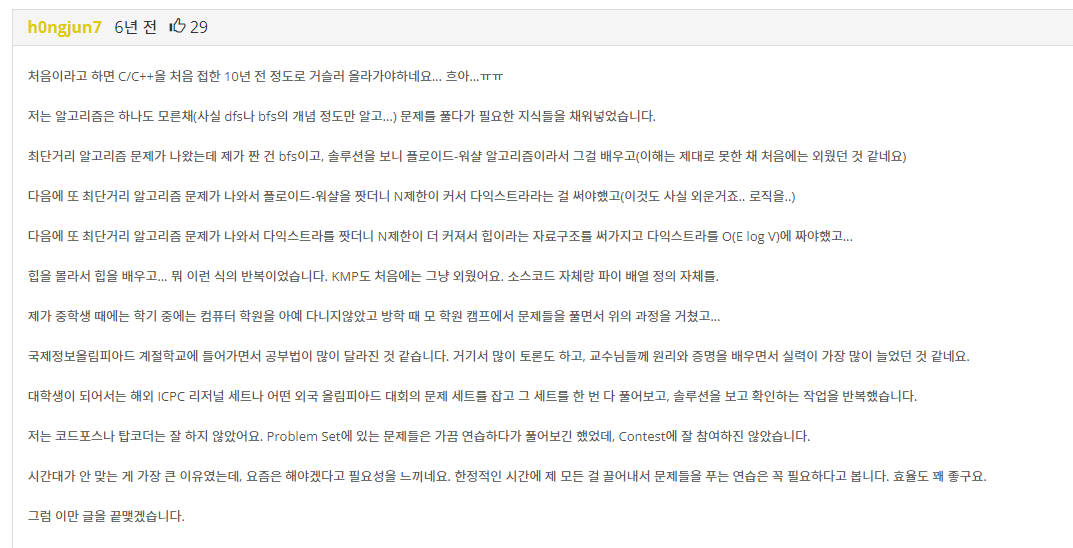 h0ngjun7 6년 전 29
처음이라고 하면 C/C++을 처음 접한 10년 전 정도로 거슬러 올라가야하네요... 흐아...ㅠㅠ
저는 알고리즘은 하나도 모른채(사실 dfs나 bfs의 개념 정도만 알고...) 문제를 풀다가 필요한 지식들을 채워넣었습니다.
최단거리 알고리즘 문제가 나왔는데 제가 짠 건 bfs이고, 솔루션을 보니 플로이드-워샬 알고리즘이라서 그걸 배우고(이해는 제대로 못한 채 처음에는 외웠던 것 같네요)
다음에 또 최단거리 알고리즘 문제가 나와서 플로이드-워샬을 짯더니 N제한이 커서 다익스트라라는 걸 써야했고(이것도 사실 외운거죠.. 로직을..)
다음에 또 최단거리 알고리즘 문제가 나와서 다익스트라를 짯더니 N제한이 더 커져서 힙이라는 자료구조를 써가지고 다익스트라를 O(E log V)에 짜야했고...
힙을 몰라서 힙을 배우고... 뭐 이런 식의 반복이었습니다. KMP도 처음에는 그냥 외웠어요. 소스코드 자체랑 파이 배열 정의 자체를.
제가 중학생 때에는 학기 중에는 컴퓨터 학원을 아예 다니지않았고 방학 때 모 학원 캠프에서 문제들을 풀면서 위의 과정을 거쳤고...
국제정보올림피아드 계절학교에 들어가면서 공부법이 많이 달라진 것 같습니다. 거기서 많이 토론도 하고, 교수님들께 원리와 증명을 배우면서 실력이 가장 많이 늘었던 것 같네요.
대학생이 되어서는 해외 ICPC 리저널 세트나 어떤 외국 올림피아드 대회의 문제 세트를 잡고 그 세트를 한 번 다 풀어보고, 솔루션을 보고 확인하는 작업을 반복했습니다.
저는 코드포스나 탑코더는 잘 하지 않았어요. Problem Set에 있는 문제들은 가끔 연습하다가 풀어보긴 했었는데, Contest에 잘 참여하진 않았습니다.
시간대가 안 맞는 게 가장 큰 이유였는데, 요즘은 해야겠다고 필요성을 느끼네요. 한정적인 시간에 제 모든 걸 끌어내서 문제들을 푸는 연습은 꼭 필요하다고 봅니다. 효율도 꽤 좋구요.
그럼 이만 글을 끝맺겠습니다.